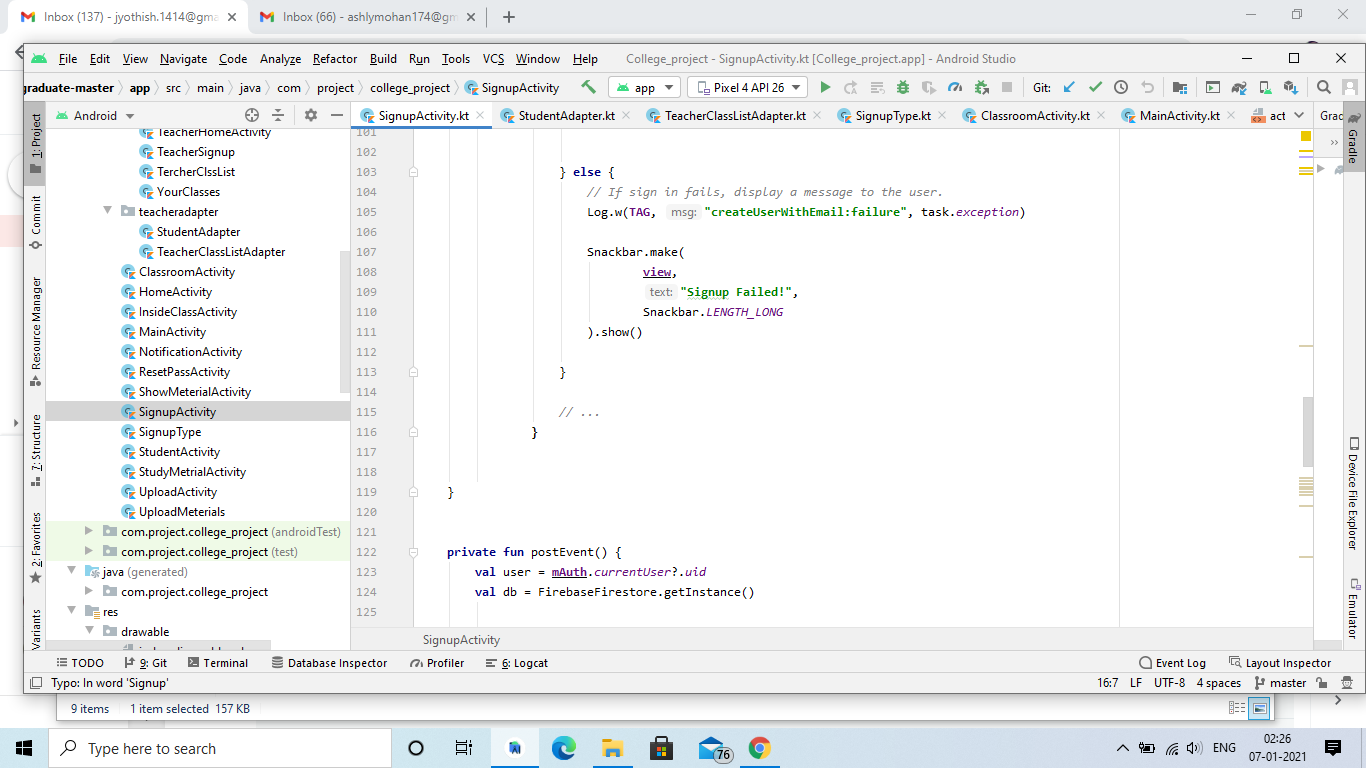 Inbox (137) - jyothish.1414@gma
Inbox (66) - ashlymohan174@gm
File Edit View Navigate Code Analyze Refactor Build Run Tools VCS Window Help College_project - SignupActivity.kt [College_project.app] - Android Studio
graduate-master app src main java com project college_project SignupActivity app Pixel 4 API 26 Git:
Android SignupActivity.kt StudentAdapter.kt TeacherClassListAdapter.kt SignupType.kt ClassroomActivity.kt MainActivity.kt act Grad
1: Project
Commit
Resource Manager
7: Structure
2: Favorites
Variants
TeacherHomeActivity
TeacherSignup
TercherClssList
YourClasses
teacheradapter
StudentAdapter
TeacherClassListAdapter
ClassroomActivity
HomeActivity
InsideClassActivity
MainActivity
NotificationActivity
ResetPassActivity
ShowMeterialActivity
SignupActivity
SignupType
StudentActivity
StudyMetrialActivity
UploadActivity
UploadMeterials
com.project.college_project (androidTest)
com.project.college_project (test)
java (generated)
com.project.college_project
res
drawable
101
102
103 } else {
104 // If sign in fails, display a message to the user.
105 Log.w(TAG, msg: "createUserWithEmail:failure", task.exception)
106
107 Snackbar.make(
108 view,
109 text: "Signup Failed!",
110 Snackbar.LENGTH_LONG
111 ).show()
112
113 }
114
115 // ...
116 }
117
118
119 }
120
121
122 private fun postEvent() {
123 val user = mAuth.currentUser?.uid
124 val db = FirebaseFirestore.getInstance()
125
SignupActivity
Gradle
Device File Explorer
Emulator
TODO 9: Git Terminal Database Inspector Profiler 6: Logcat Event Log Layout Inspector
Typo: In word 'Signup' 16:7 LF UTF-8 4 spaces master
9 items 1 item selected 157 KB
Type here to search 76 ENG 02:26
07-01-2021